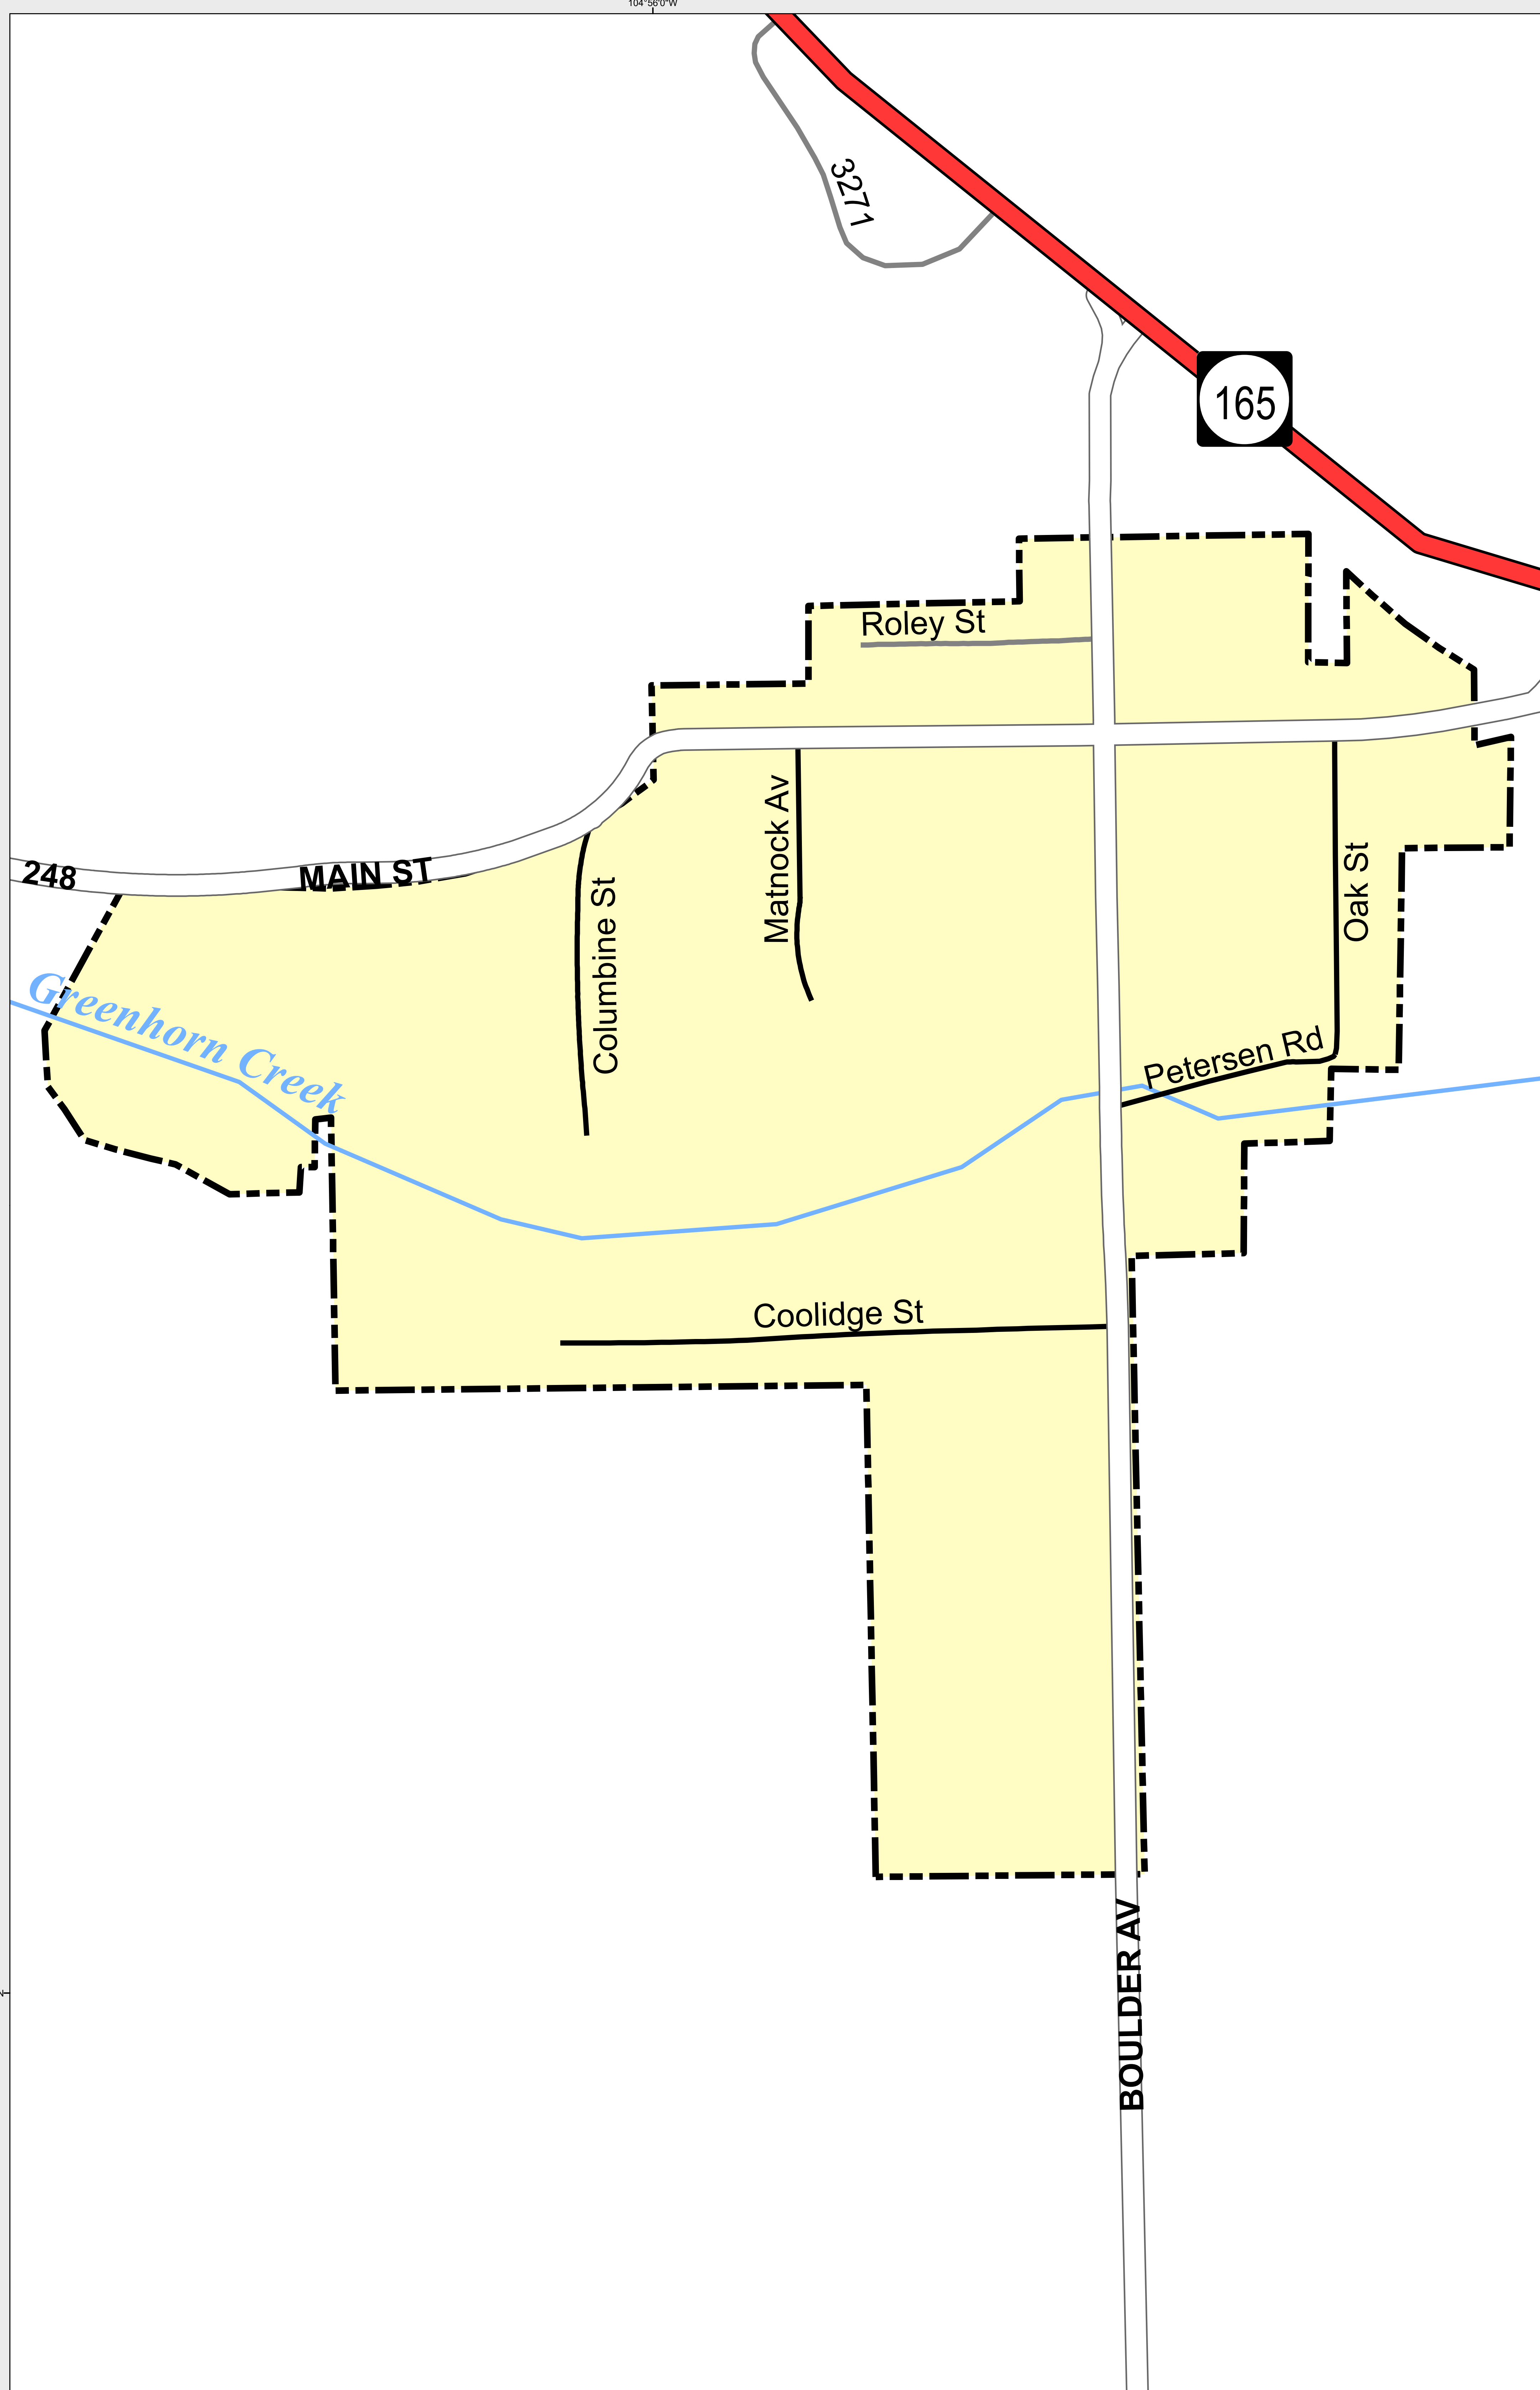 104°56'0"W
3271
165
Roley St
Matnock Av
248
MAIN ST
Columbine St
Oak St
Greenhorn Creek
Petersen Rd
Coolidge St
BOULDER AV